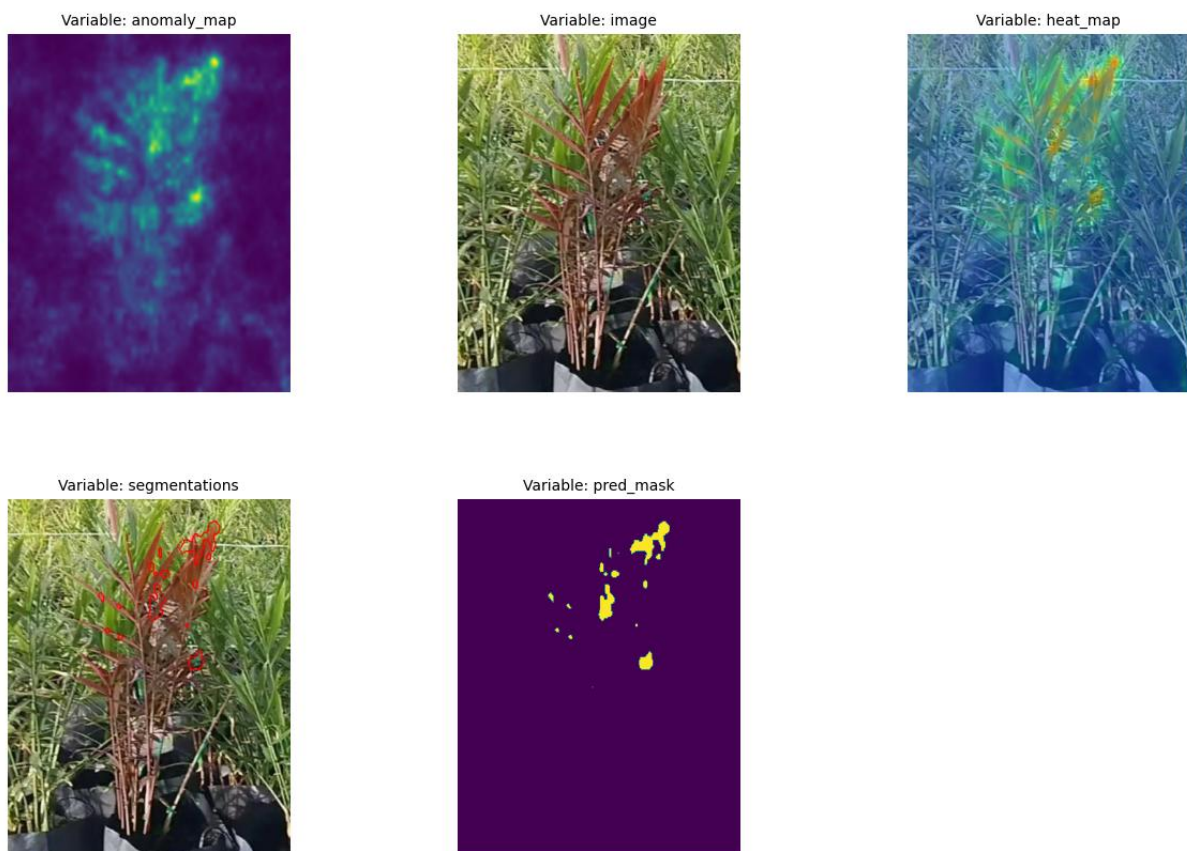 Variable: anomaly_map
Variable: image
Variable: heat_map
Variable: segmentations
Variable: pred_mask